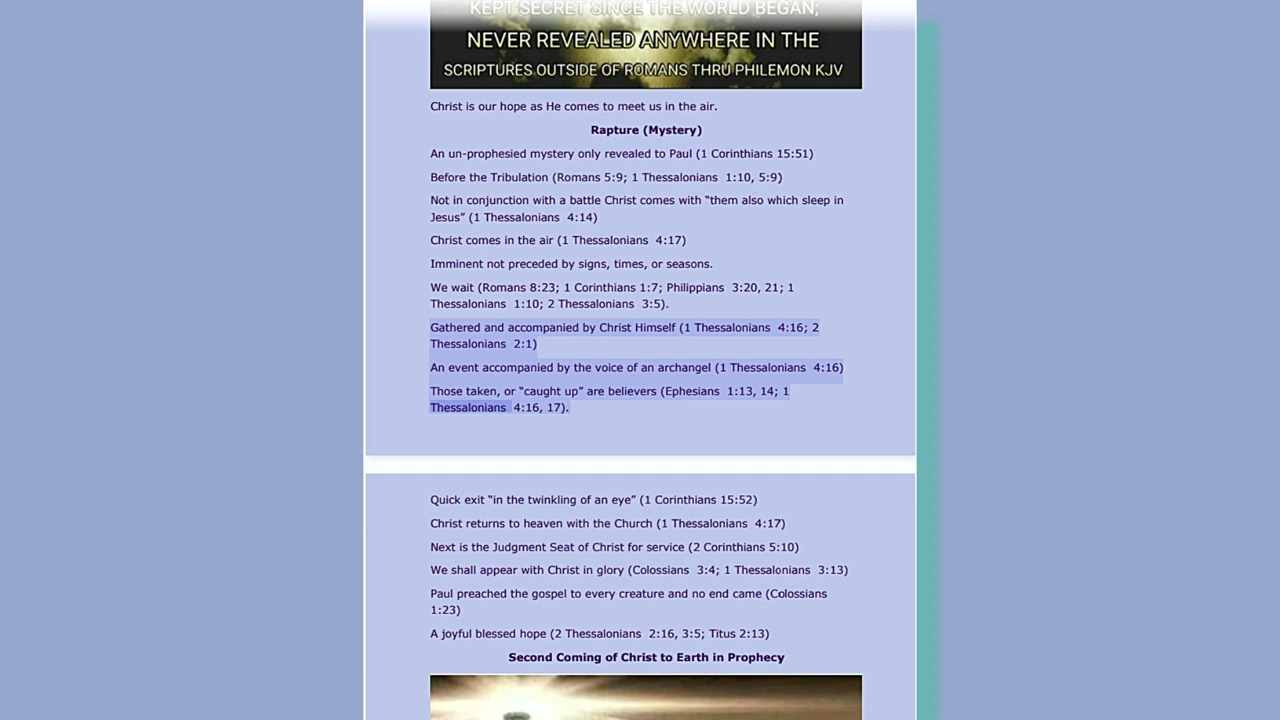 KEPT SECRET SINCE THE WORLD BEGAN;
NEVER REVEALED ANYWHERE IN THE
SCRIPTURES OUTSIDE OF ROMANS THRU PHILEMON KJV
Christ is our hope as He comes to meet us in the air.
Rapture (Mystery)
An un-prophesied mystery only revealed to Paul (1 Corinthians 15:51)
Before the Tribulation (Romans 5:9; 1 Thessalonians 1:10, 5:9)
Not in conjunction with a battle Christ comes with “them also which sleep in
Jesus” (1 Thessalonians 4:14)
Christ comes in the air (1 Thessalonians 4:17)
Imminent not preceded by signs, times, or seasons.
We wait (Romans 8:23; 1 Corinthians 1:7; Philippians 3:20, 21; 1
Thessalonians 1:10; 2 Thessalonians 3:5).
Gathered and accompanied by Christ Himself (1 Thessalonians 4:16; 2
Thessalonians 2:1)
An event accompanied by the voice of an archangel (1 Thessalonians 4:16)
Those taken, or “caught up” are believers (Ephesians 1:13, 14; 1
Thessalonians 4:16, 17).
Quick exit “in the twinkling of an eye” (1 Corinthians 15:52)
Christ returns to heaven with the Church (1 Thessalonians 4:17)
Next is the Judgment Seat of Christ for service (2 Corinthians 5:10)
We shall appear with Christ in glory (Colossians 3:4; 1 Thessalonians 3:13)
Paul preached the gospel to every creature and no end came (Colossians
1:23)
A joyful blessed hope (2 Thessalonians 2:16, 3:5; Titus 2:13)
Second Coming of Christ to Earth in Prophecy